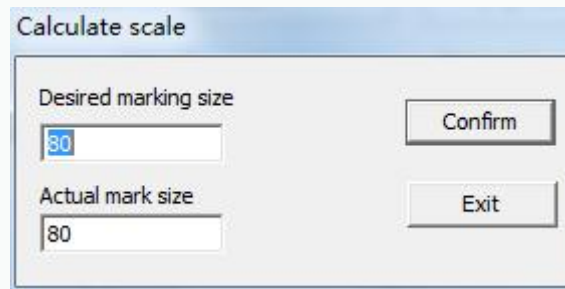 Calculate scale
Desired marking size
80
Confirm
Actual mark size
80
Exit